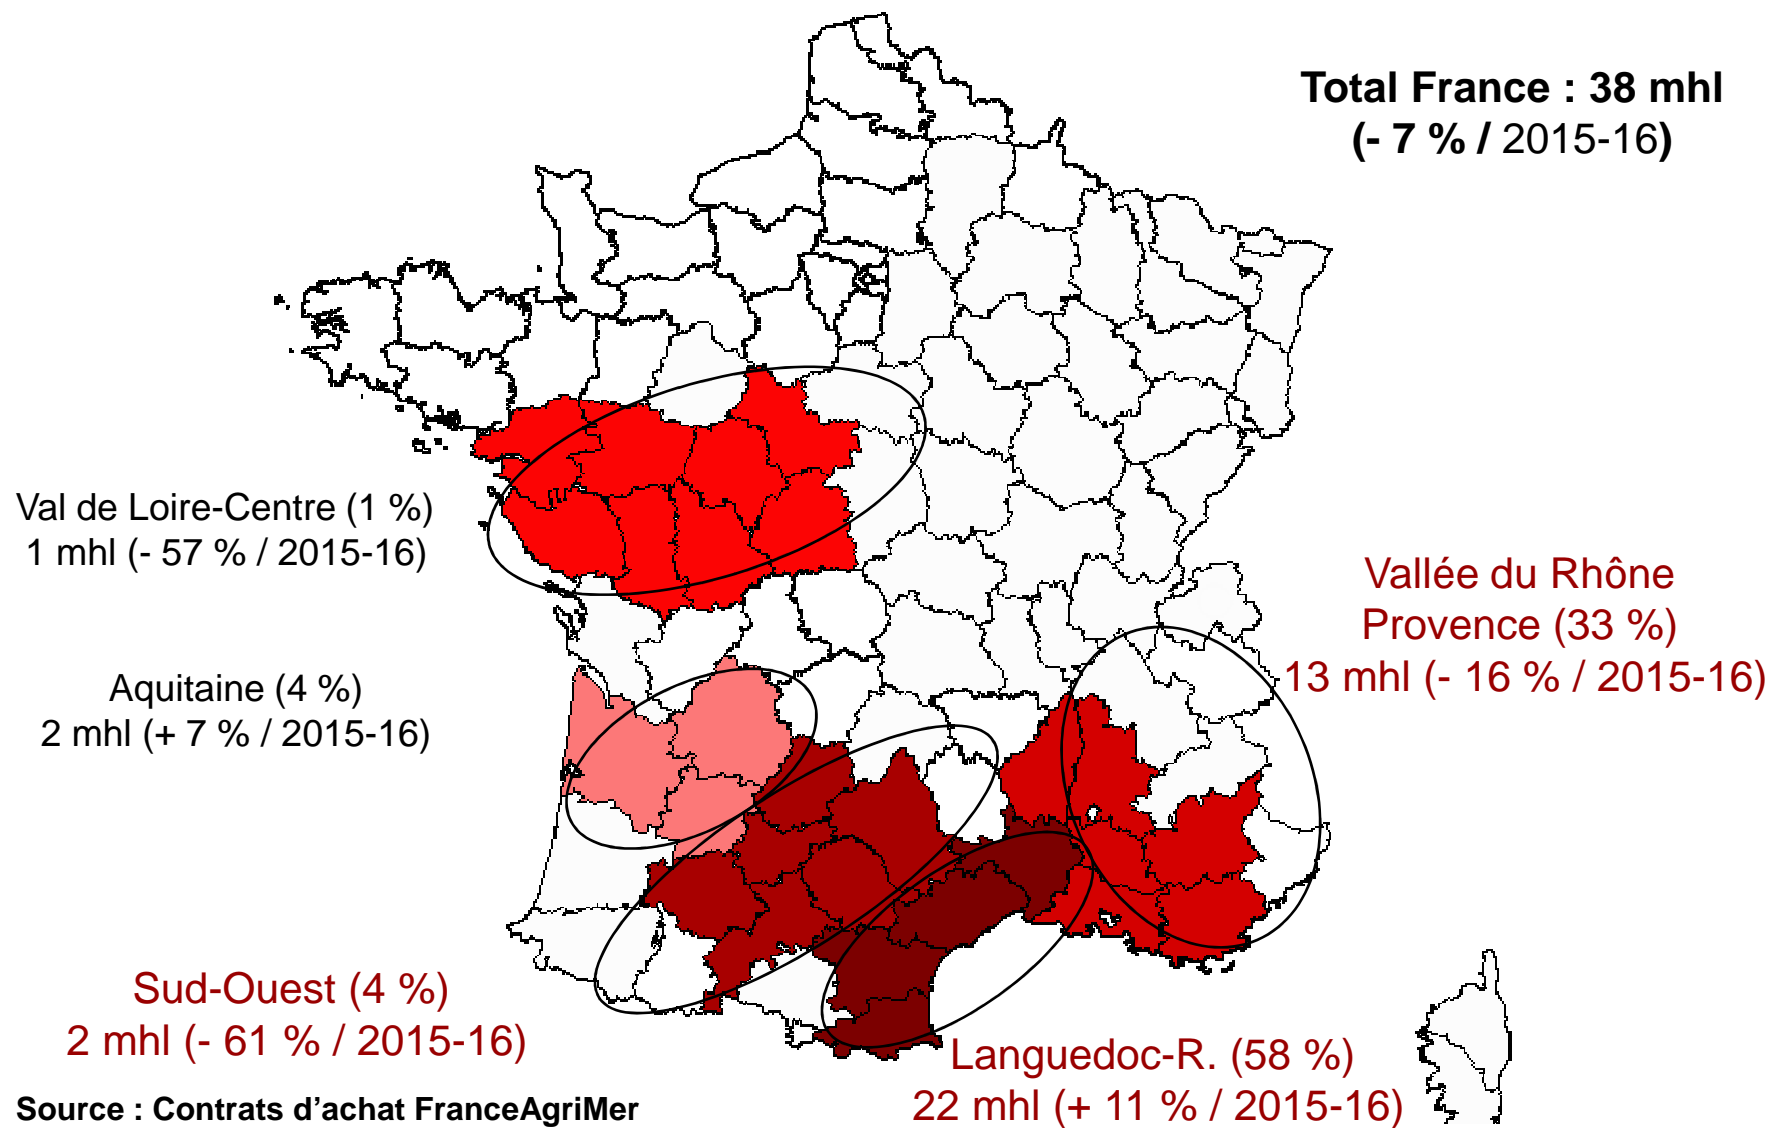 Total France : 38 mhl
(- 7 % / 2015-16)
Val de Loire-Centre (1 %)
1 mhl (- 57 % / 2015-16)
Vallée du Rhône
Provence (33 %)
13 mhl (- 16 % / 2015-16)
Aquitaine (4 %)
2 mhl (+ 7 % / 2015-16)
Sud-Ouest (4 %)
2 mhl (- 61 % / 2015-16)
Languedoc-R. (58 %)
22 mhl (+ 11 % / 2015-16)
Source : Contrats d’achat FranceAgriMer